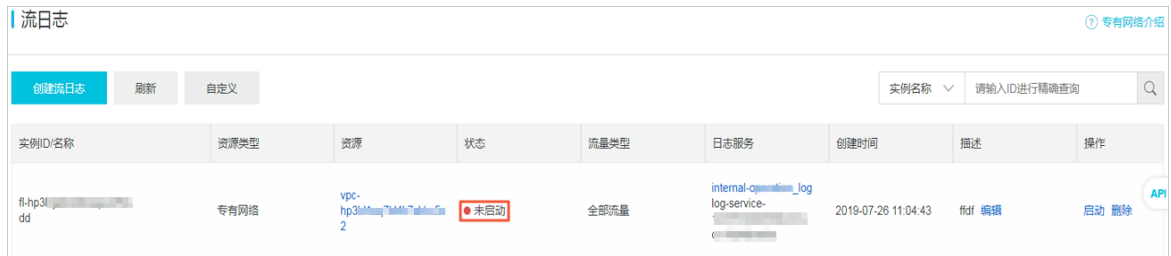 流日志
专有网络介绍
创建流日志 刷新 自定义 实例名称 请输入ID进行精确查询
实例ID/名称 资源类型 资源 状态 流量类型 日志服务 创建时间 描述 操作
fl-hp3
dd
专有网络
vpc-
hp3
2
未启动
全部流量
internal- _log
log-service-
2019-07-26 11:04:43
ffdf 编辑
启动 删除
API